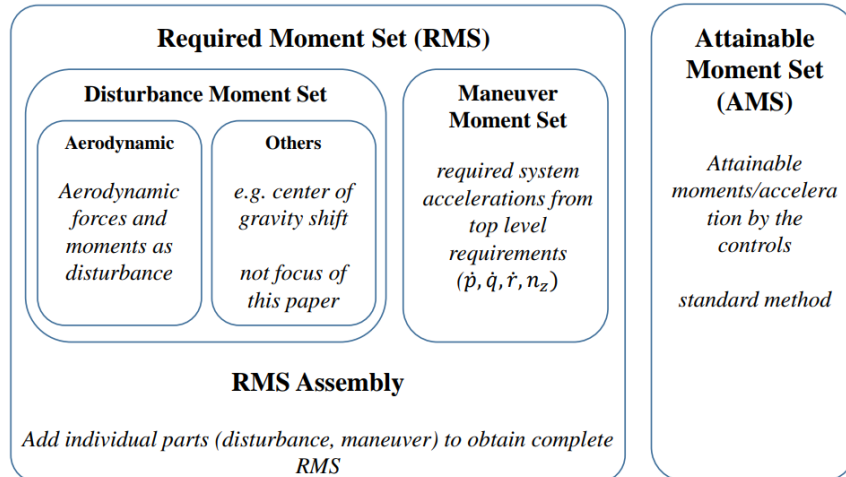 Required Moment Set (RMS)
Disturbance Moment Set
Aerodynamic
Aerodynamic
forces and
moments as
disturbance
Others
e.g. center of
gravity shift
not focus of
this paper
Maneuver
Moment Set
required system
accelerations from
top level
requirements
(ṗ, q̇, ṙ, n_z)
RMS Assembly
Add individual parts (disturbance, maneuver) to obtain complete
RMS
Attainable
Moment Set
(AMS)
Attainable
moments/accelera
tion by the
controls
standard method